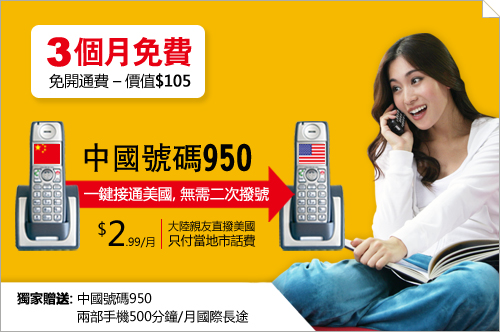 3個月免費
免開通費 – 價值$105
中國號碼950
一鍵接通美國, 無需二次撥號
$2.99/月
大陸親友直撥美國
只付當地市話費
獨家贈送: 中國號碼950
兩部手機500分鐘/月國際長途